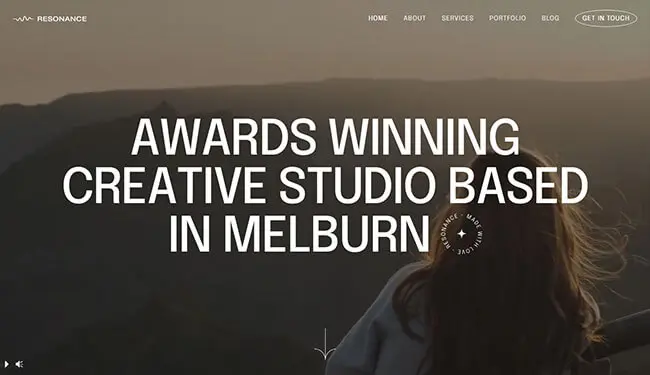 RESONANCE
HOME ABOUT SERVICES PORTFOLIO BLOG GET IN TOUCH
AWARDS WINNING
CREATIVE STUDIO BASED
IN MELBURN
RESONANCE - MADE WITH LOVE -